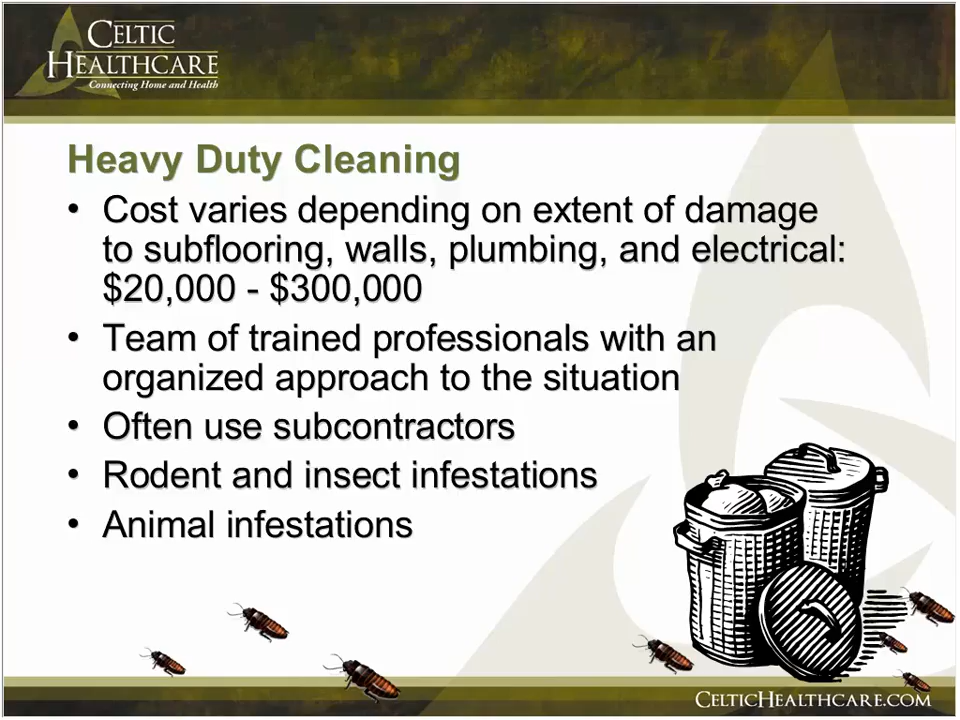 CELTIC
HEALTHCARE
Connecting Home and Health
Heavy Duty Cleaning
• Cost varies depending on extent of damage
to subflooring, walls, plumbing, and electrical:
$20,000 - $300,000
• Team of trained professionals with an
organized approach to the situation
• Often use subcontractors
• Rodent and insect infestations
• Animal infestations
CELTICHEALTHCARE.COM